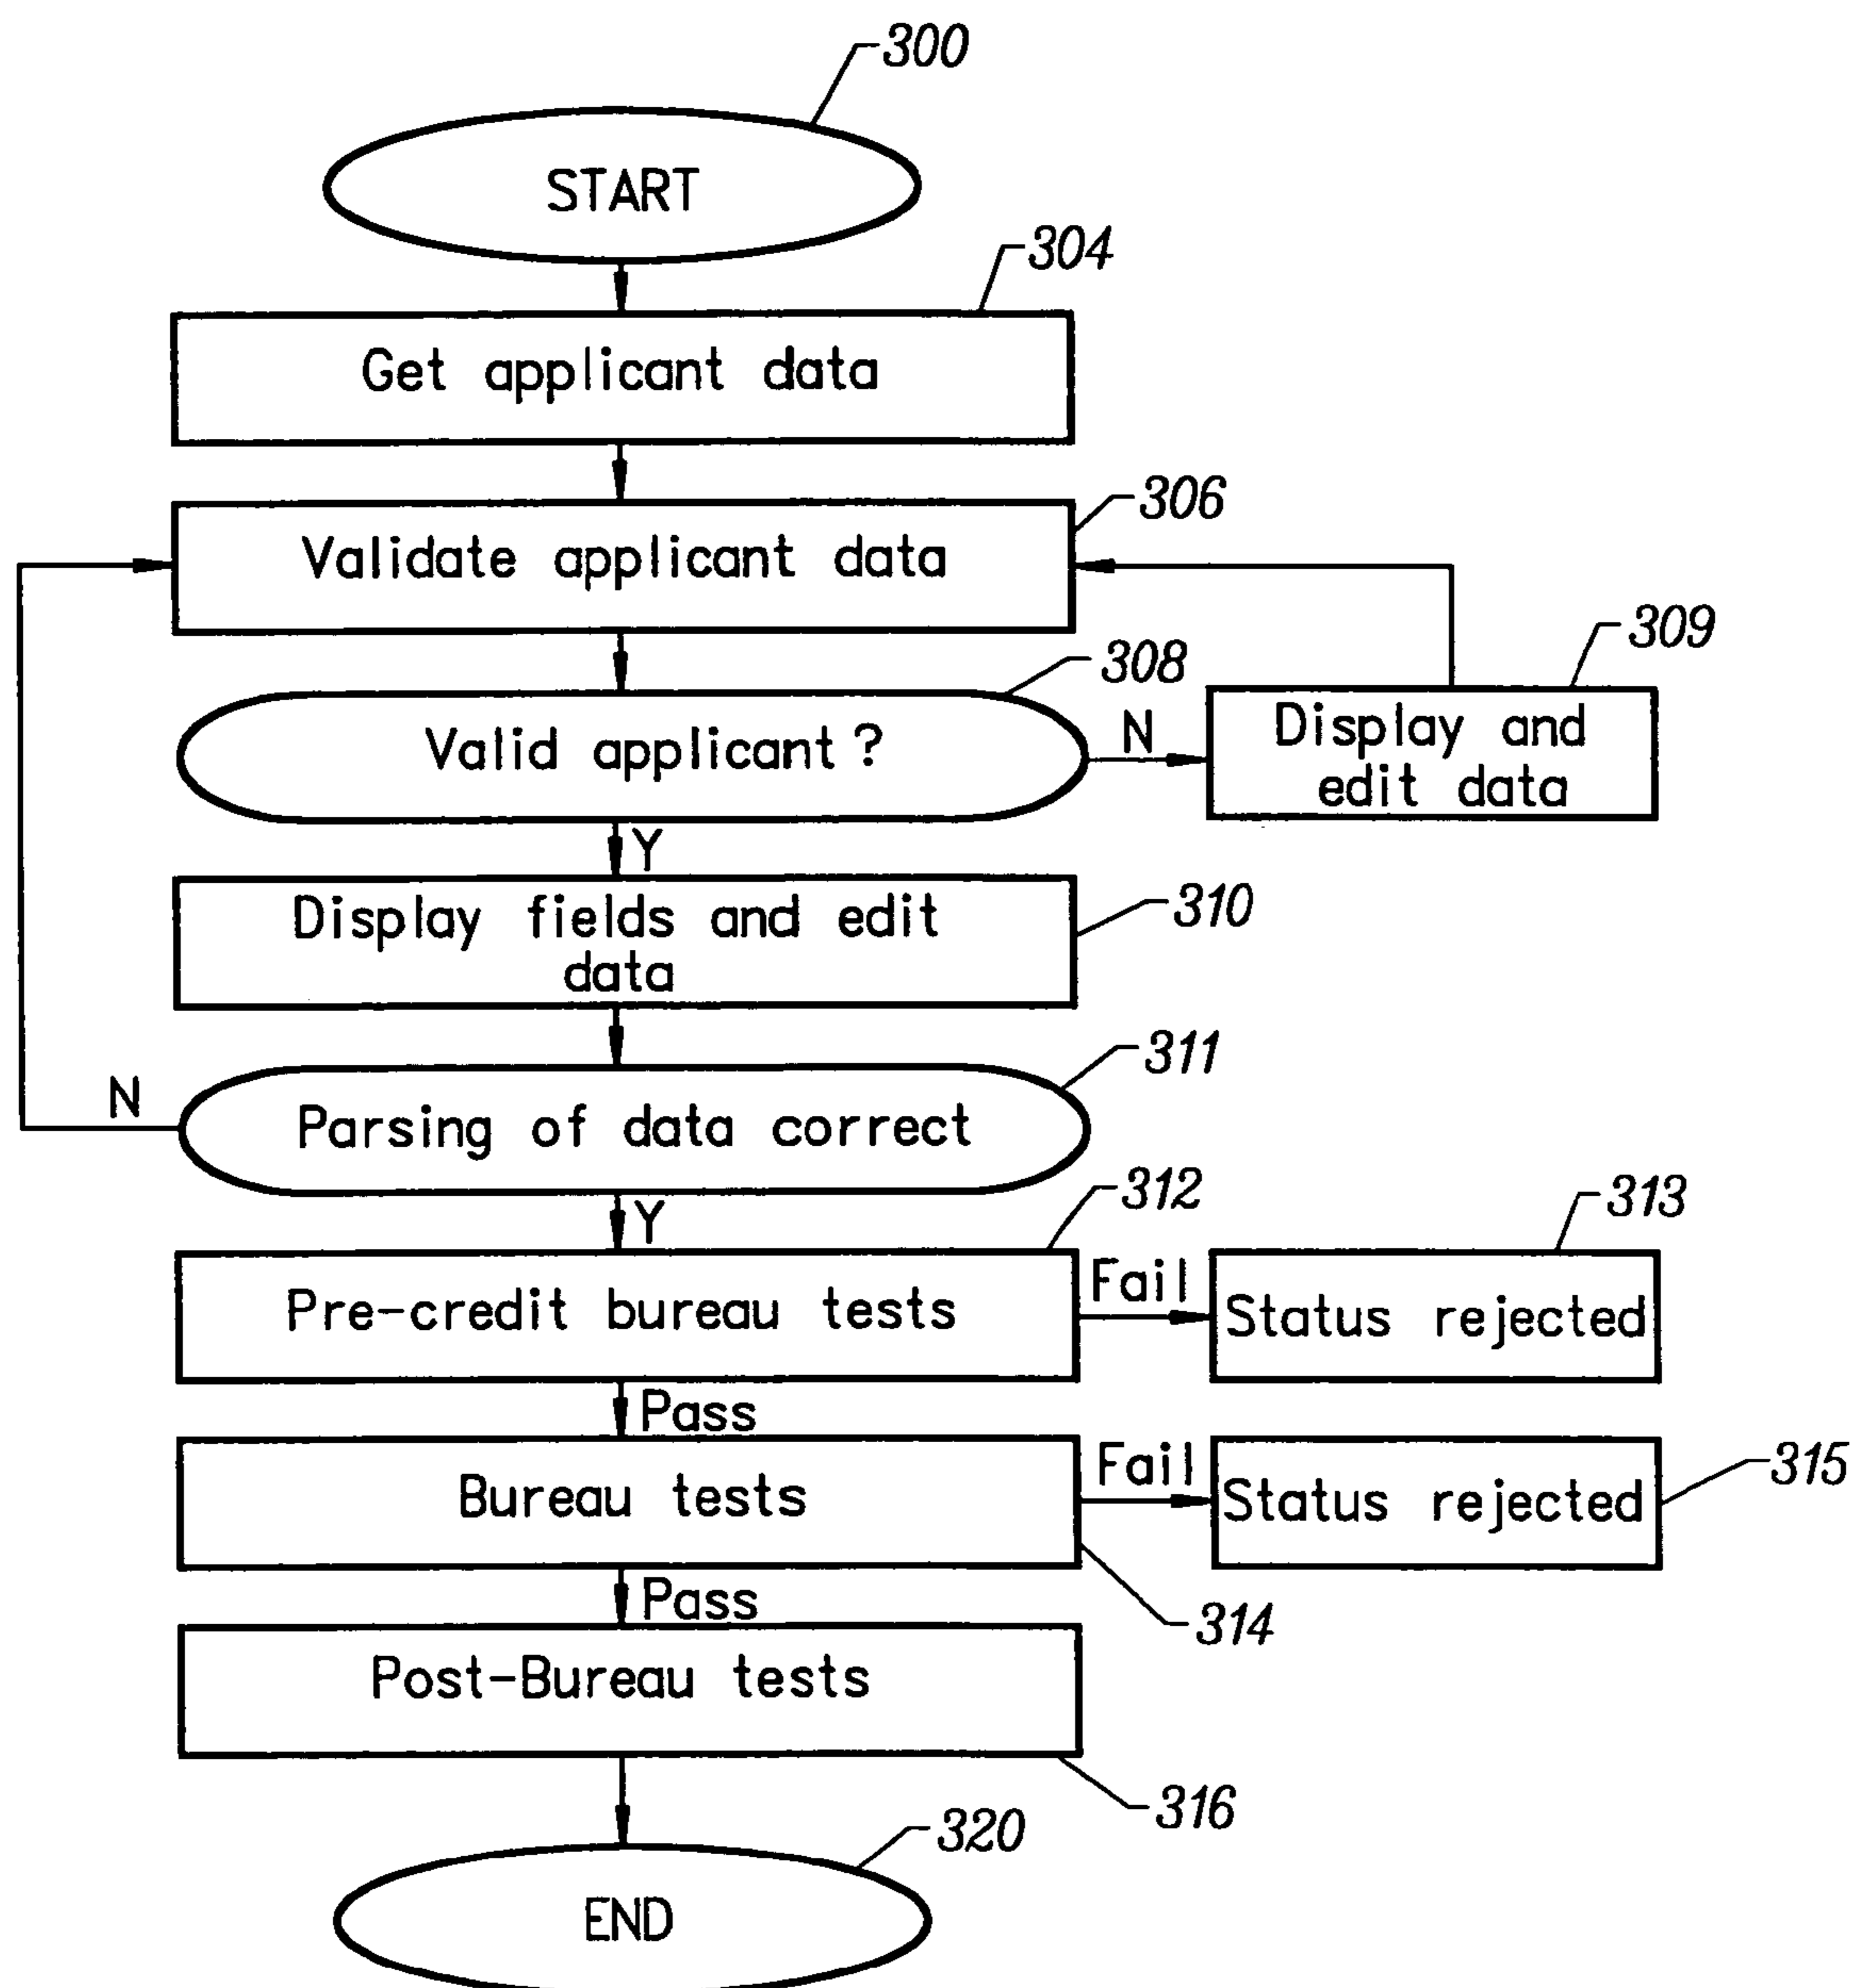 300
START
304
Get applicant data
306
Validate applicant data
309
308
Valid applicant ?
N
Display and
edit data
Y
310
Display fields and edit
data
311
N
Parsing of data correct
312
313
Y
Fail
Pre-credit bureau tests
Status rejected
Pass
Fail
315
Bureau tests
Status rejected
Pass
314
Post-Bureau tests
316
320
END